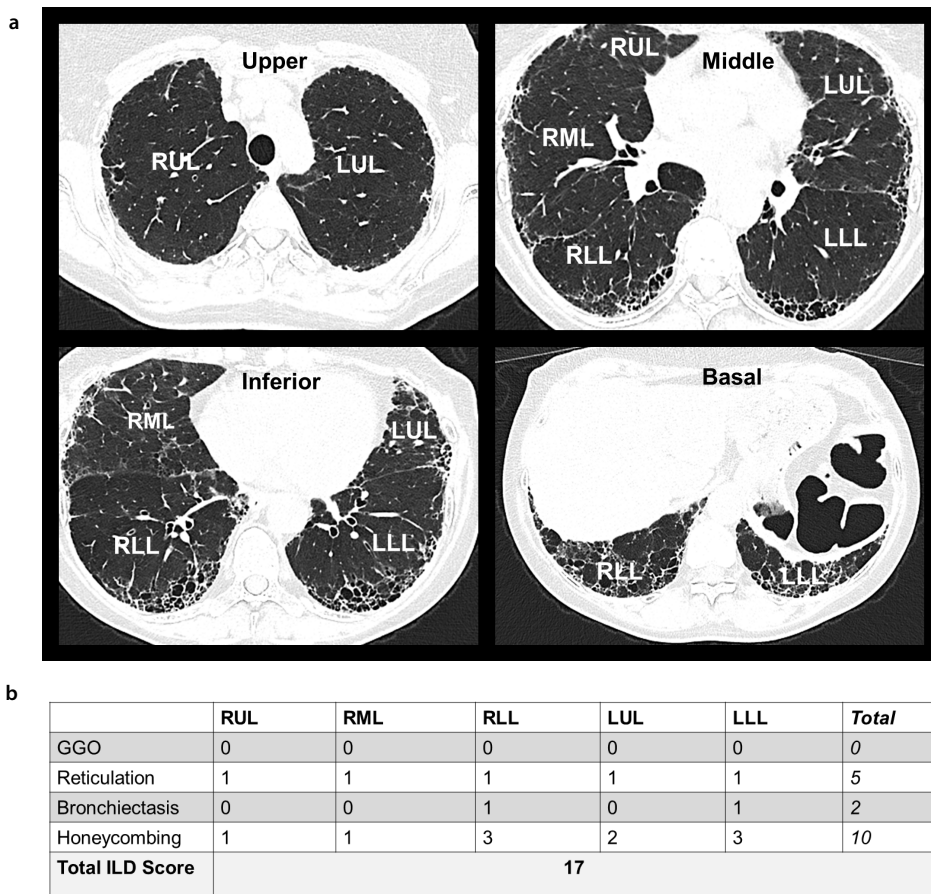 a
Upper
RUL
LUL
RUL
Middle
LUL
RML
RLL
LLL
Inferior
RML
LUL
RLL
LLL
Basal
RLL
LLL
b
RUL RML RLL LUL LLL Total
GGO 0 0 0 0 0 0
Reticulation 1 1 1 1 1 5
Bronchiectasis 0 0 1 0 1 2
Honeycombing 1 1 3 2 3 10
Total ILD Score 17